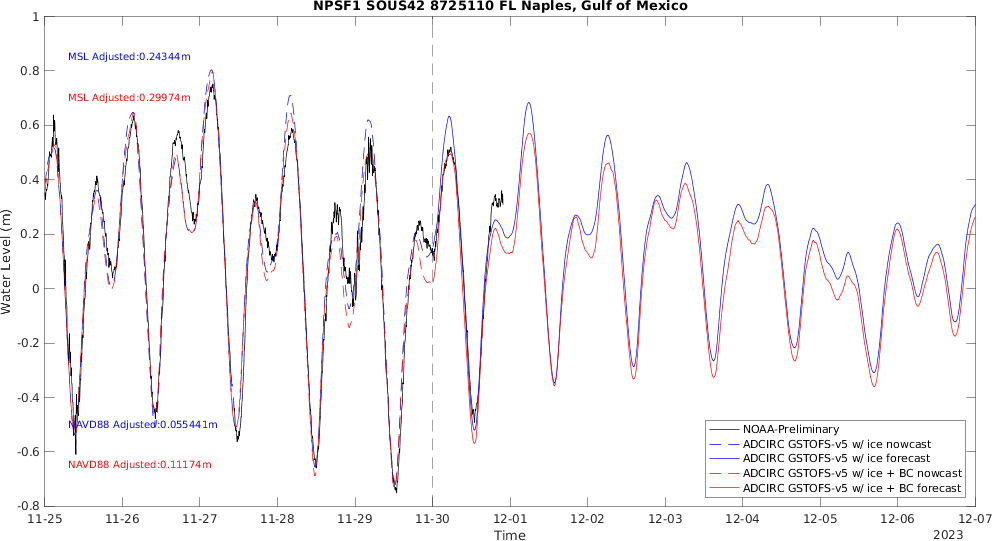 NPSF1 SOUS42 8725110 FL Naples, Gulf of Mexico
Water Level (m)
1
0.8
0.6
0.4
0.2
0
-0.2
-0.4
-0.6
-0.8
MSL Adjusted:0.24344m
MSL Adjusted:0.29974m
NAVD88 Adjusted:0.055441m
NAVD88 Adjusted:0.11174m
NOAA-Preliminary
ADCIRC GSTOFS-v5 w/ ice nowcast
ADCIRC GSTOFS-v5 w/ ice forecast
ADCIRC GSTOFS-v5 w/ ice + BC nowcast
ADCIRC GSTOFS-v5 w/ ice + BC forecast
11-25 11-26 11-27 11-28 11-29 11-30 12-01 12-02 12-03 12-04 12-05 12-06 12-07
Time
2023